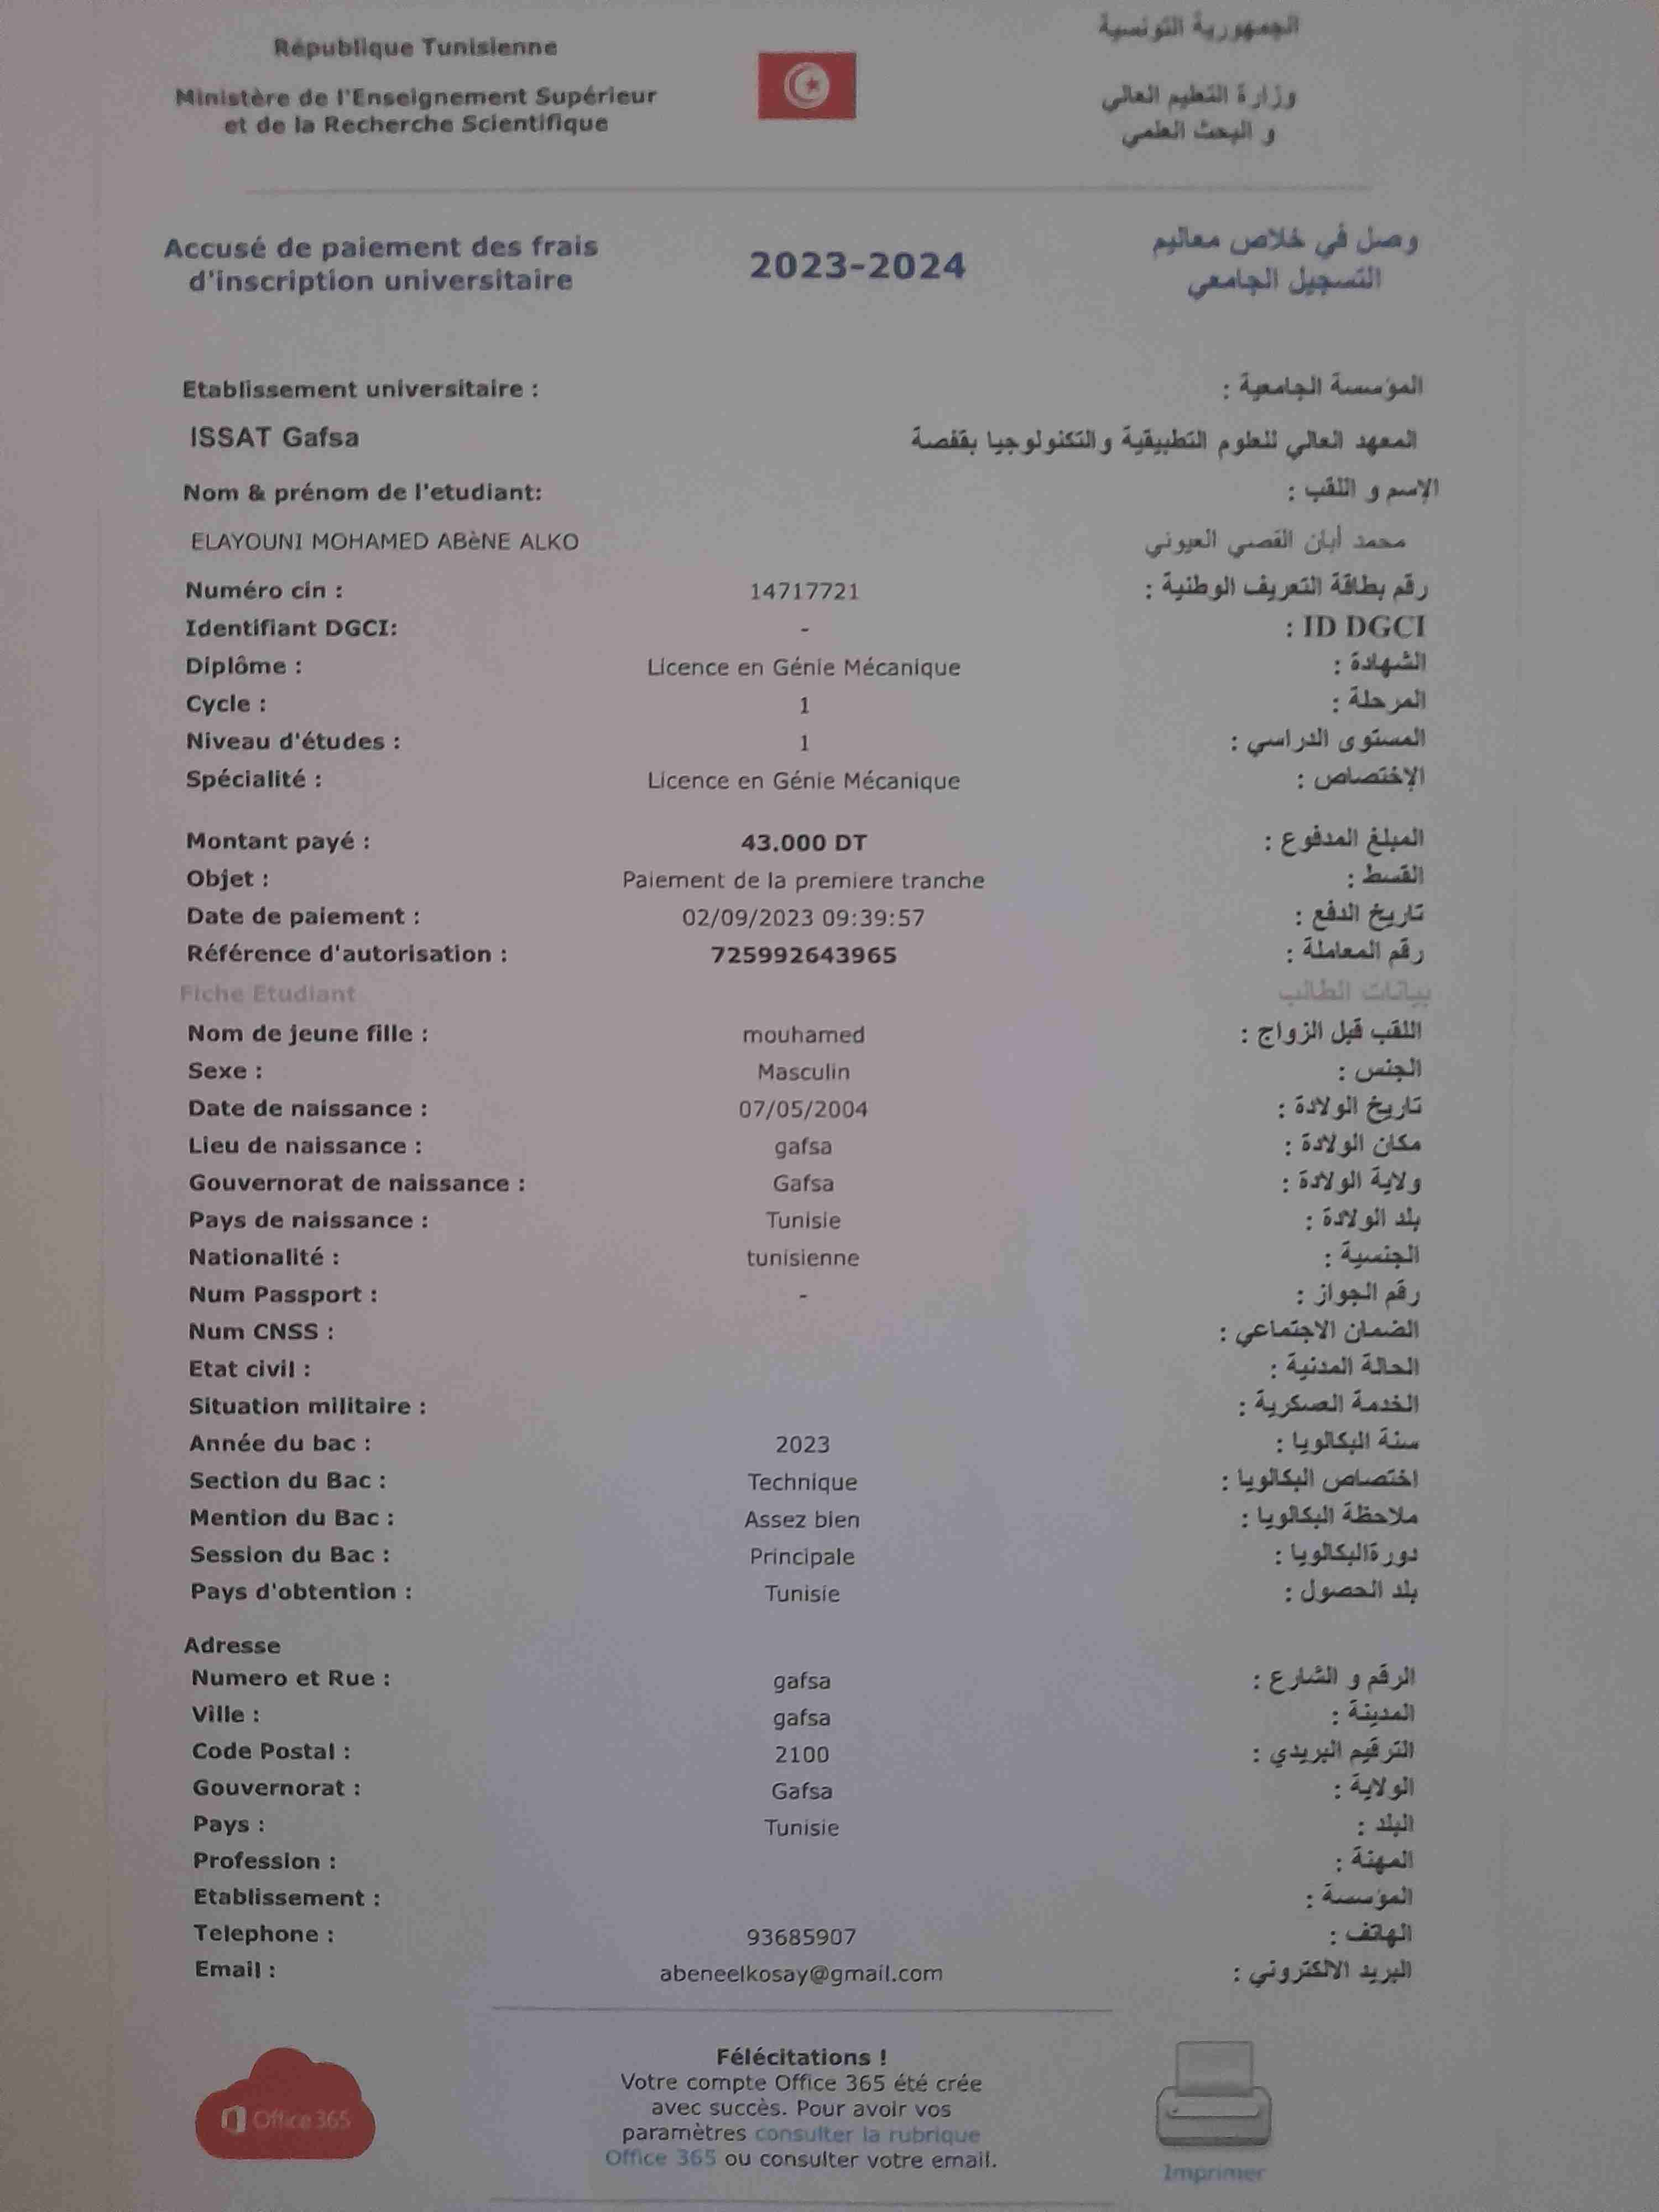 République Tunisienne
الجمهورية التونسية
Ministère de l'Enseignement Supérieur
et de la Recherche Scientifique
وزارة التعليم العالي
و البحث العلمي
Accusé de paiement des frais
d'inscription universitaire
2023-2024
وصل في خلاص معاليم
التسجيل الجامعي
Etablissement universitaire : المؤسسة الجامعية :
ISSAT Gafsa المعهد العالي للعلوم التطبيقية والتكنولوجيا بقفصة
Nom & prénom de l'etudiant: الإسم و اللقب :
ELAYOUNI MOHAMED ABèNE ALKO محمد أبان القصي العيوني
Numéro cin : 14717721 رقم بطاقة التعريف الوطنية :
Identifiant DGCI: - ID DGCI :
Diplôme : Licence en Génie Mécanique الشهادة :
Cycle : 1 المرحلة :
Niveau d'études : 1 المستوى الدراسي :
Spécialité : Licence en Génie Mécanique الإختصاص :
Montant payé : 43.000 DT المبلغ المدفوع :
Objet : Paiement de la premiere tranche القسط :
Date de paiement : 02/09/2023 09:39:57 تاريخ الدفع :
Référence d'autorisation : 725992643965 رقم المعاملة :
Fiche Etudiant بيانات الطالب
Nom de jeune fille : mouhamed اللقب قبل الزواج :
Sexe : Masculin الجنس :
Date de naissance : 07/05/2004 تاريخ الولادة :
Lieu de naissance : gafsa مكان الولادة :
Gouvernorat de naissance : Gafsa ولاية الولادة :
Pays de naissance : Tunisie بلد الولادة :
Nationalité : tunisienne الجنسية :
Num Passport : - رقم الجواز :
Num CNSS : الضمان الاجتماعي :
Etat civil : الحالة المدنية :
Situation militaire : الخدمة العسكرية :
Année du bac : 2023 سنة البكالويا :
Section du Bac : Technique اختصاص البكالويا :
Mention du Bac : Assez bien ملاحظة البكالويا :
Session du Bac : Principale دورةالبكالويا :
Pays d'obtention : Tunisie بلد الحصول :
Adresse
Numero et Rue : gafsa الرقم و الشارع :
Ville : gafsa المدينة :
Code Postal : 2100 الترقيم البريدي :
Gouvernorat : Gafsa الولاية :
Pays : Tunisie البلد :
Profession : المهنة :
Etablissement : المؤسسة :
Telephone : 93685907 الهاتف :
Email : abeneelkosay@gmail.com البريد الالكتروني :
Office 365
Félécitations !
Votre compte Office 365 été crée
avec succès. Pour avoir vos
paramètres consulter la rubrique
Office 365 ou consulter votre email.
Imprimer